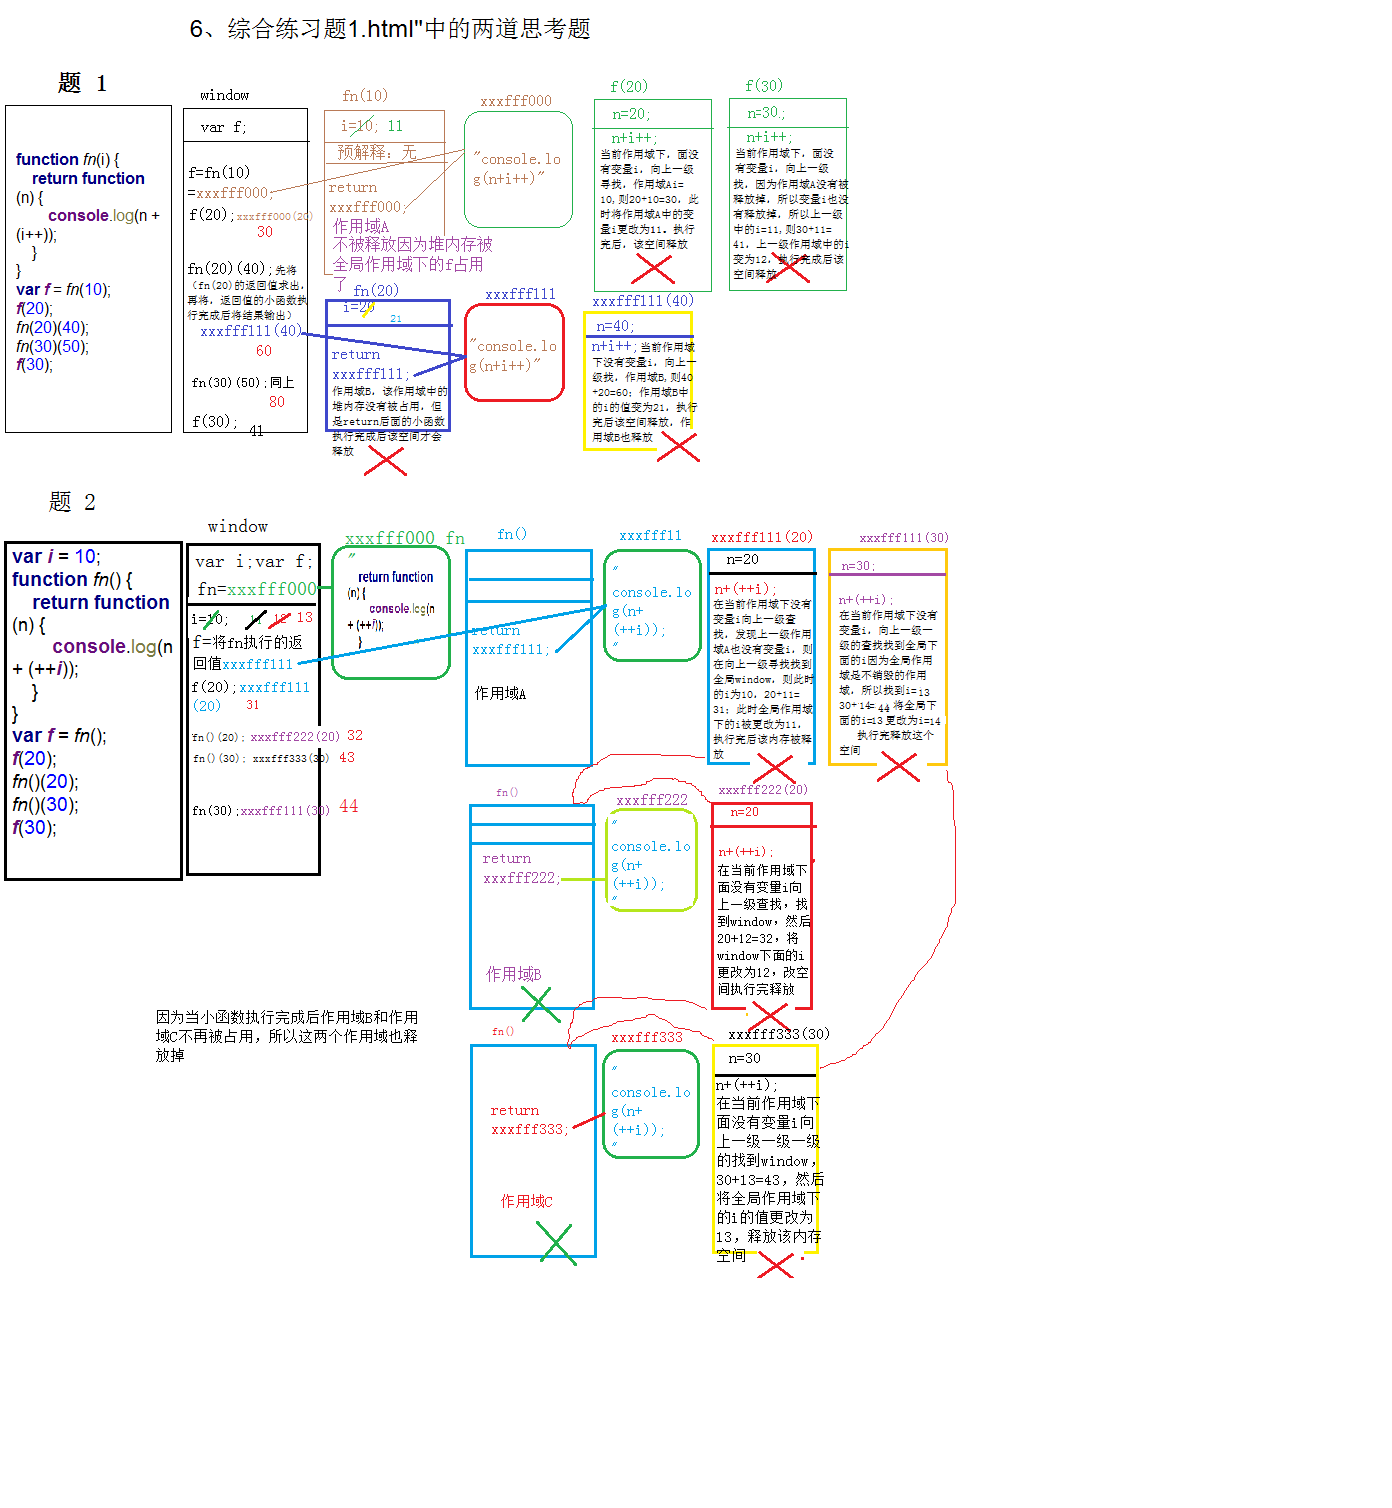 6、综合练习题1.html"中的两道思考题
题 1
function fn(i) {
return function
(n) {
console.log(n +
(i++));
}
}
var f = fn(10);
f(20);
fn(20)(40);
fn(30)(50);
f(30);
window
var f;
f=fn(10)
=xxxfff000;
f(20);xxxfff000(20)
30
fn(20)(40);先将
(fn(20)的返回值求出,
再将, 返回值的小函数执
行完成后将结果输出)
xxxfff111(40)
60
fn(30)(50);同上
80
f(30);
41
fn(10)
i=10; 11
预解释: 无
return
xxxfff000;
作用域A
不被释放因为堆内存被
全局作用域下的f占用
了
xxxfff000
"console.lo
g(n+i++)"
f(20)
n=20;
n+i++;
当前作用域下, 面没
有变量i, 向上一级
寻找, 作用域Ai=
10,则20+10=30, 此
时将作用域A中的变
量i更改为11. 执行
完后, 该空间释放
f(30)
n=30.;
n+i++;
当前作用域下, 面没
有变量i, 向上一级
找, 因为作用域A没有被
释放掉, 所以变量i也没
有释放掉, 所以上一级
中的i=11,则30+11=
41, 上一级作用域中的i
变为12, 执行完成后该
空间释放
fn(20)
i=20
21
return
xxxfff111;
作用域B, 该作用域中的
堆内存没有被占用, 但
是return后面的小函数
执行完成后该空间才会
释放
xxxfff111
"console.lo
g(n+i++)"
xxxfff111(40)
n=40;
n+i++;当前作用域
下没有变量i, 向上一
级找, 作用域B,则40
+20=60; 作用域B中
的i的值变为21, 执行
完后该空间释放, 作
用域B也释放
题 2
var i = 10;
function fn() {
return function
(n) {
console.log(n
+ (++i));
}
}
var f = fn();
f(20);
fn()(20);
fn()(30);
f(30);
window
var i;var f;
fn=xxxfff000
i=10; 11 12 13
f=将fn执行的返
回值xxxfff111
f(20);xxxfff111
(20) 31
fn()(20); xxxfff222(20) 32
fn()(30); xxxfff333(30) 43
fn(30);xxxfff111(30) 44
xxxfff000 fn
"
return function
(n) {
console.log(n
+ (++i));
}
fn()
return
xxxfff111;
作用域A
xxxfff11
"
console.lo
g(n+
(++i));
"
xxxfff111(20)
n=20
n+(++i);
在当前作用域下没有
变量i向上一级查
找, 发现上一级作用
域A也没有变量i, 则
在向上一级寻找找到
全局window, 则此时
的i为10, 20+11=
31; 此时全局作用域
下的i被更改为11,
执行完后该内存被释
放
xxxfff111(30)
n=30;
n+(++i);
在当前作用域下没有
变量i, 向上一级一
级的查找找到全局下
面的i因为全局作用
域是不销毁的作用
域, 所以找到i=13
30+14=44 将全局下
面的i=13更改为i=14
执行完释放这个
空间
fn()
return
xxxfff222;
作用域B
xxxfff222
"
console.lo
g(n+
(++i));
"
xxxfff222(20)
n=20
n+(++i);
在当前作用域下
面没有变量i向
上一级查找, 找
到window, 然后
20+12=32, 将
window下面的i
更改为12, 改空
间执行完释放
因为当小函数执行完成后作用域B和作用
域C不再被占用, 所以这两个作用域也释
放掉
fn()
return
xxxfff333;
作用域C
xxxfff333
"
console.lo
g(n+
(++i));
"
xxxfff333(30)
n=30
n+(++i);
在当前作用域下
面没有变量i向
上一级一级一级
的找到window,
30+13=43, 然后
将全局作用域下
的i的值更改为
13, 释放该内存
空间